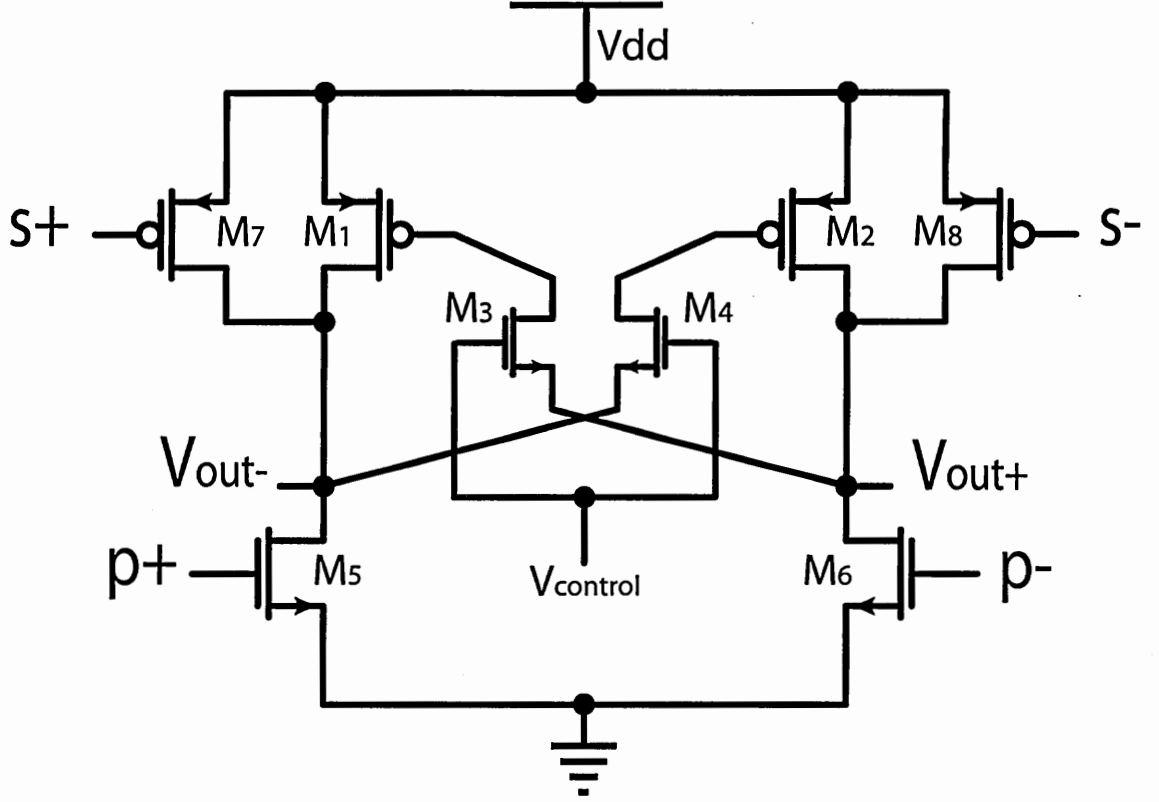 Vdd
s+
M7
M1
M2
M8
s-
M3
M4
Vout-
Vout+
p+
M5
Vcontrol
M6
p-